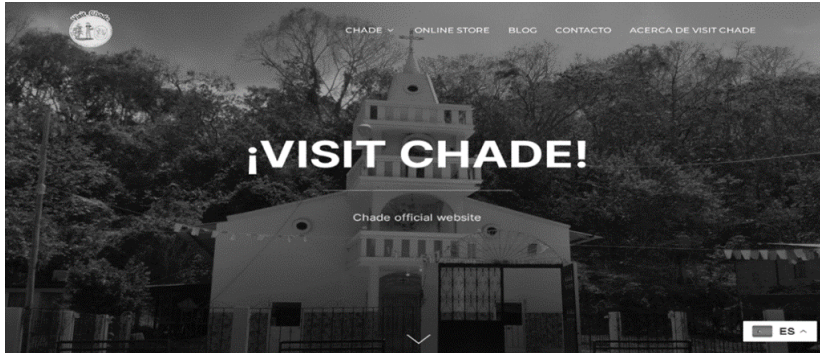 CHADE
ONLINE STORE
BLOG
CONTACTO
ACERCA DE VISIT CHADE
¡VISIT CHADE!
Chade official website
ES